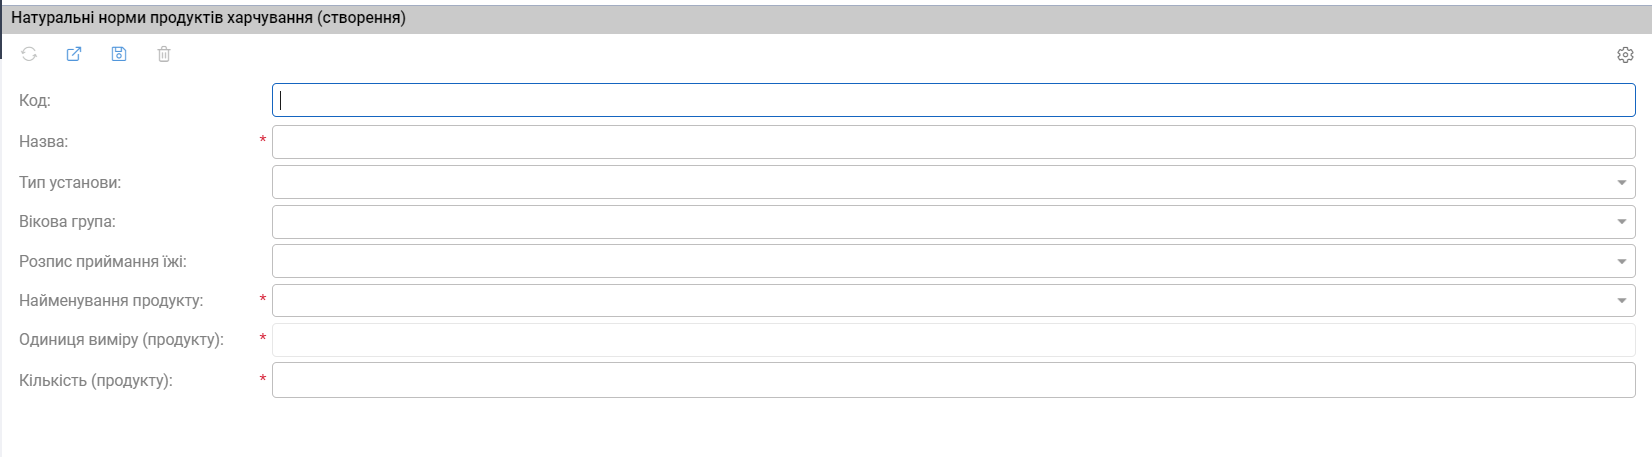 Натуральні норми продуктів харчування (створення)
Код:
Назва: *
Тип установи:
Вікова група:
Розпис приймання їжі:
Найменування продукту: *
Одиниця виміру (продукту): *
Кількість (продукту): *